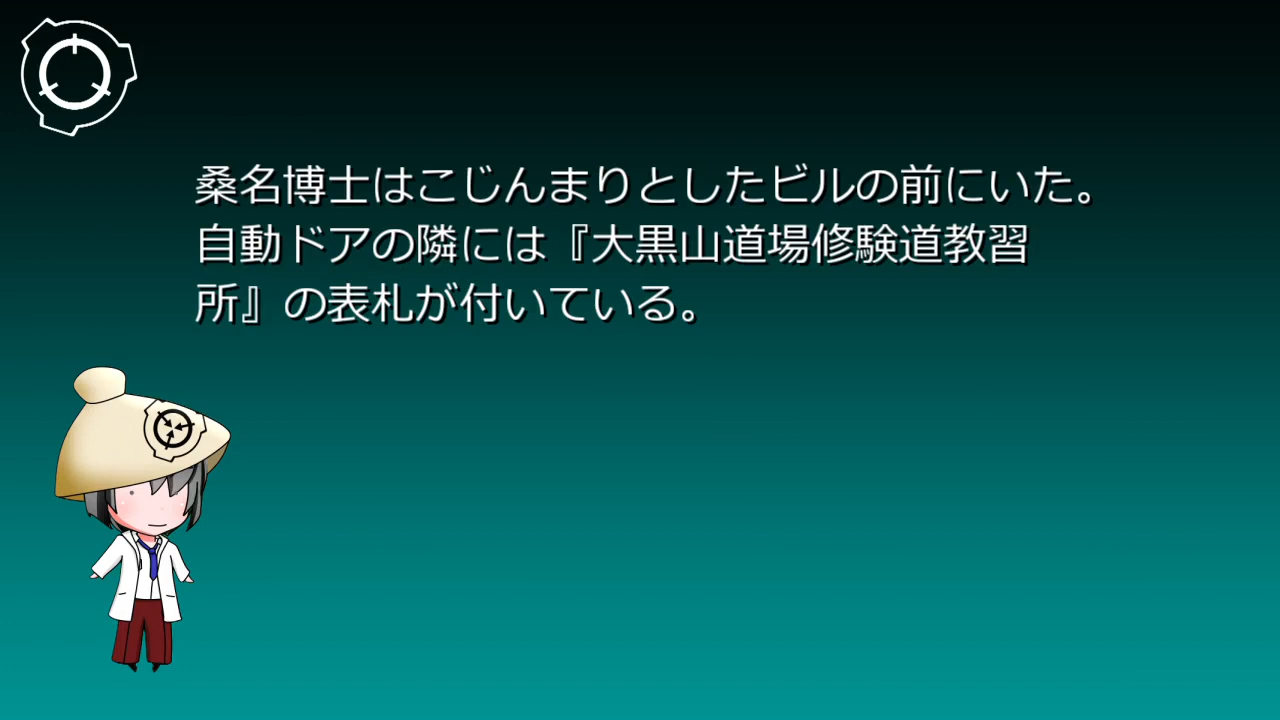 桑名博士はこじんまりとしたビルの前にいた。
自動ドアの隣には『大黒山道場修験道教習
所』の表札が付いている。